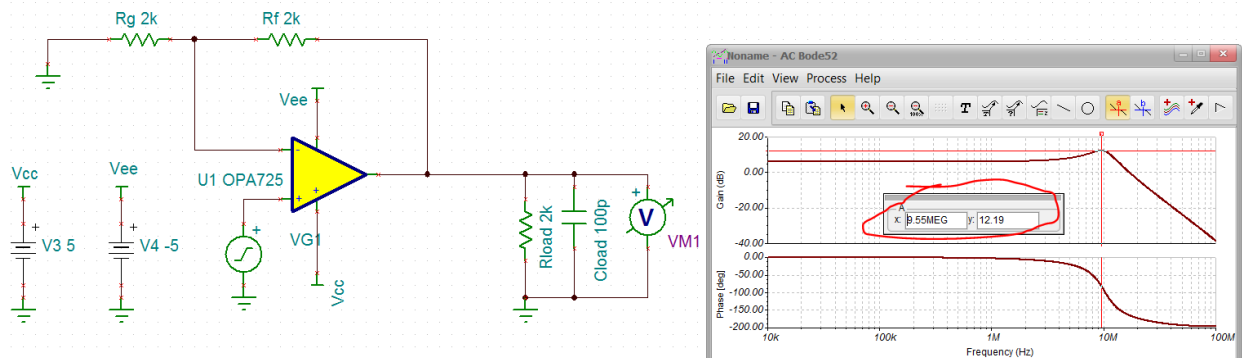 Rg 2k
Rf 2k
Vee
-
+
+
U1 OPA725
VG1
Vcc
Vcc
+
V3 5
Vee
+
V4 -5
+
Rload 2k
Cload 100p
+
V
VM1
Noname - AC Bode52
File Edit View Process Help
T
a
b
100%
a
Gain (dB)
20.00
0.00
-20.00
-40.00
A
x: 9.55MEG y: 12.19
Phase [deg]
0.00
-50.00
-100.00
-150.00
-200.00
10k
100k
1M
10M
100M
Frequency (Hz)